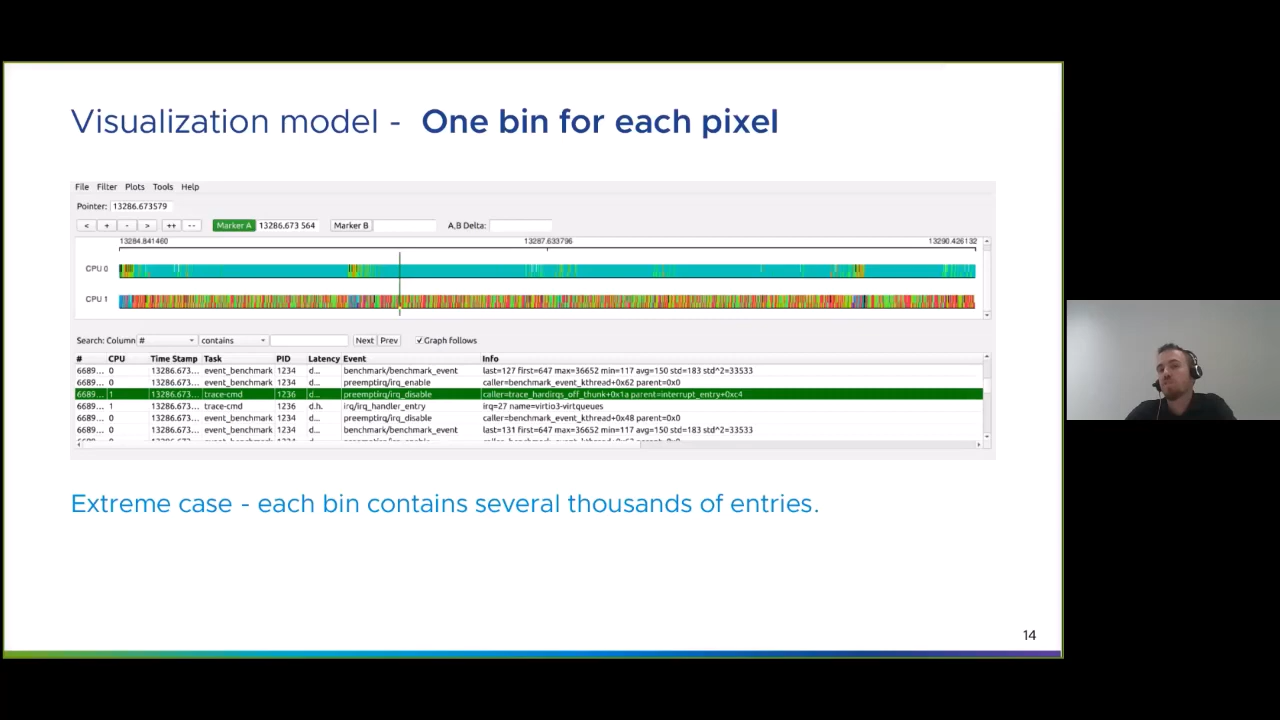 Visualization model - One bin for each pixel
File Filter Plots Tools Help
Pointer: 13286.673579
< + - > ++ -- Marker A 13286.673 564 Marker B A,B Delta:
13284.841460 13287.633796 13290.426132
CPU 0
CPU 1
Search: Column # contains Next Prev Graph follows
# CPU Time Stamp Task PID Latency Event Info
6689... 0 13286.673... event_benchmark 1234 d... benchmark/benchmark_event last=127 first=647 max=36652 min=117 avg=150 std=183 std^2=33533
6689... 0 13286.673... event_benchmark 1234 d... preemptirq/irq_enable caller=benchmark_event_kthread+0x62 parent=0x0
6689... 1 13286.673... trace-cmd 1236 d... preemptirq/irq_disable caller=trace_hardirqs_off_thunk+0x1a parent=interrupt_entry+0xc4
6689... 1 13286.673... trace-cmd 1236 d.h. irq/irq_handler_entry irq=27 name=virtio3-virtqueues
6689... 0 13286.673... event_benchmark 1234 d... preemptirq/irq_disable caller=benchmark_event_kthread+0x48 parent=0x0
6689... 0 13286.673... event_benchmark 1234 d... benchmark/benchmark_event last=131 first=647 max=36652 min=117 avg=150 std=183 std^2=33533
Extreme case - each bin contains several thousands of entries.
14